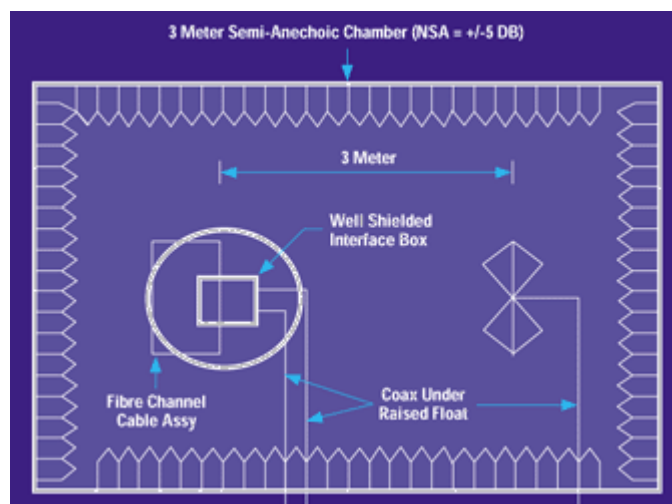 3 Meter Semi-Anechoic Chamber (NSA = +/-5 DB)
3 Meter
Well Shielded
Interface Box
Fibre Channel
Cable Assy
Coax Under
Raised Float